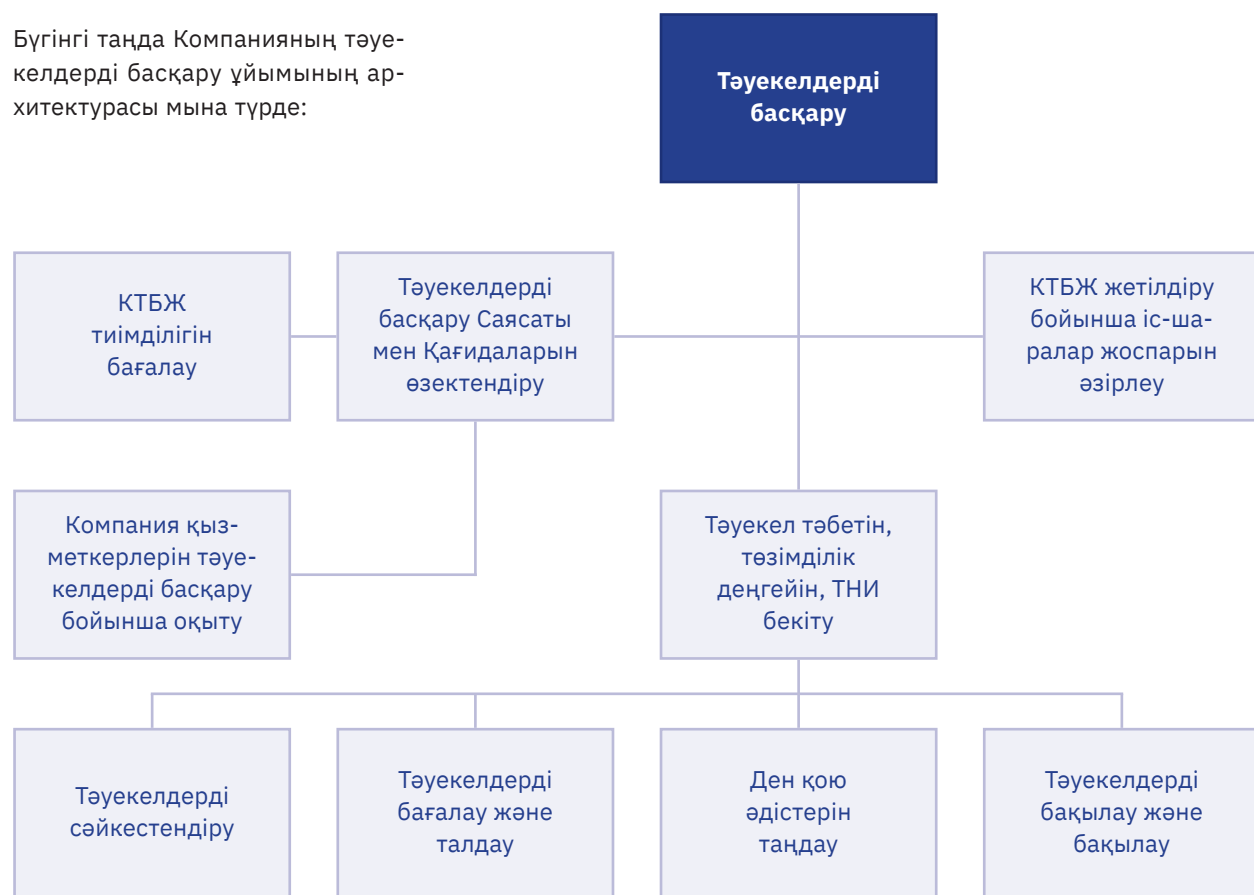 Бүгінгі таңда Компанияның тәуе-
келдерді басқару ұйымының ар-
хитектурасы мына түрде:
Тәуекелдерді
басқару
КТБЖ
тиімділігін
бағалау
Тәуекелдерді
басқару Саясаты
мен Қағидаларын
өзектендіру
КТБЖ жетілдіру
бойынша іс-ша-
ралар жоспарын
әзірлеу
Компания қыз-
меткерлерін тәуе-
келдерді басқару
бойынша оқыту
Тәуекел тәбетін,
төзімділік
деңгейін, ТНИ
бекіту
Тәуекелдерді
сәйкестендіру
Тәуекелдерді
бағалау және
талдау
Ден қою
әдістерін
таңдау
Тәуекелдерді
бақылау және
бақылау